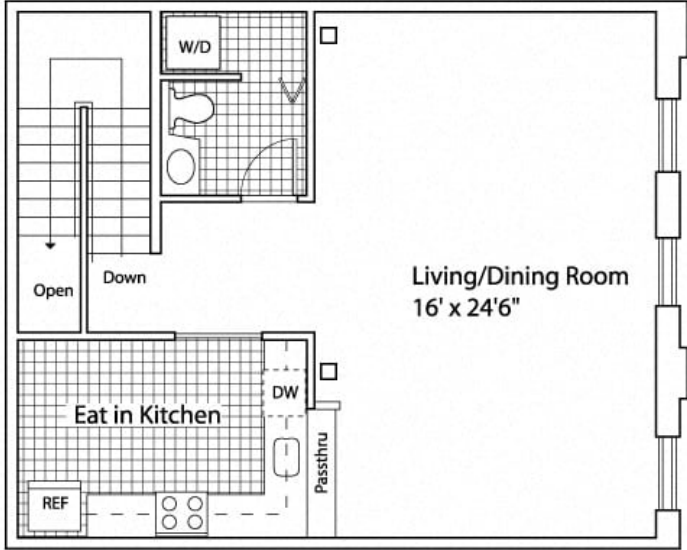 W/D
Open
Down
Living/Dining Room
16' x 24'6"
Eat in Kitchen
DW
Passthru
REF